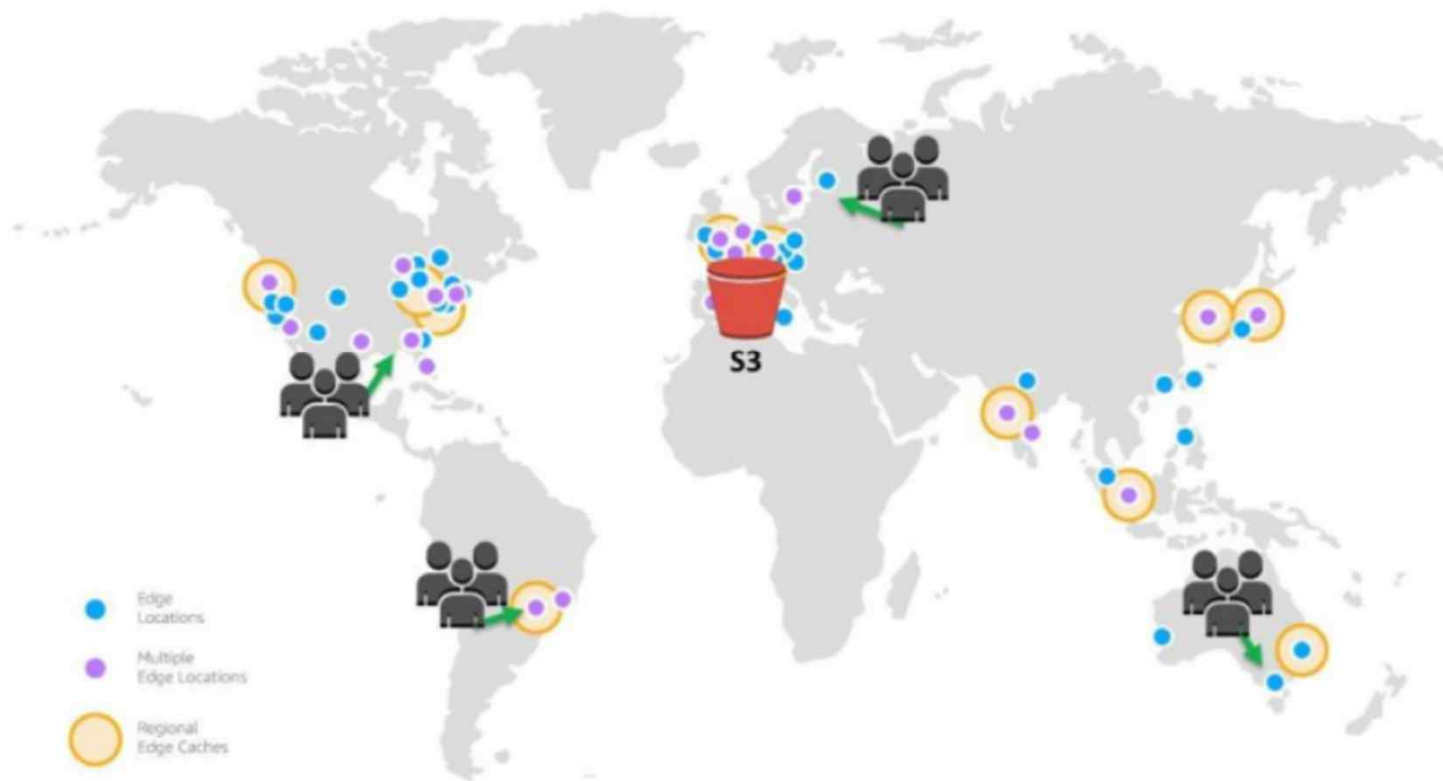 S3
Edge
Locations
Multiple
Edge Locations
Regional
Edge Caches